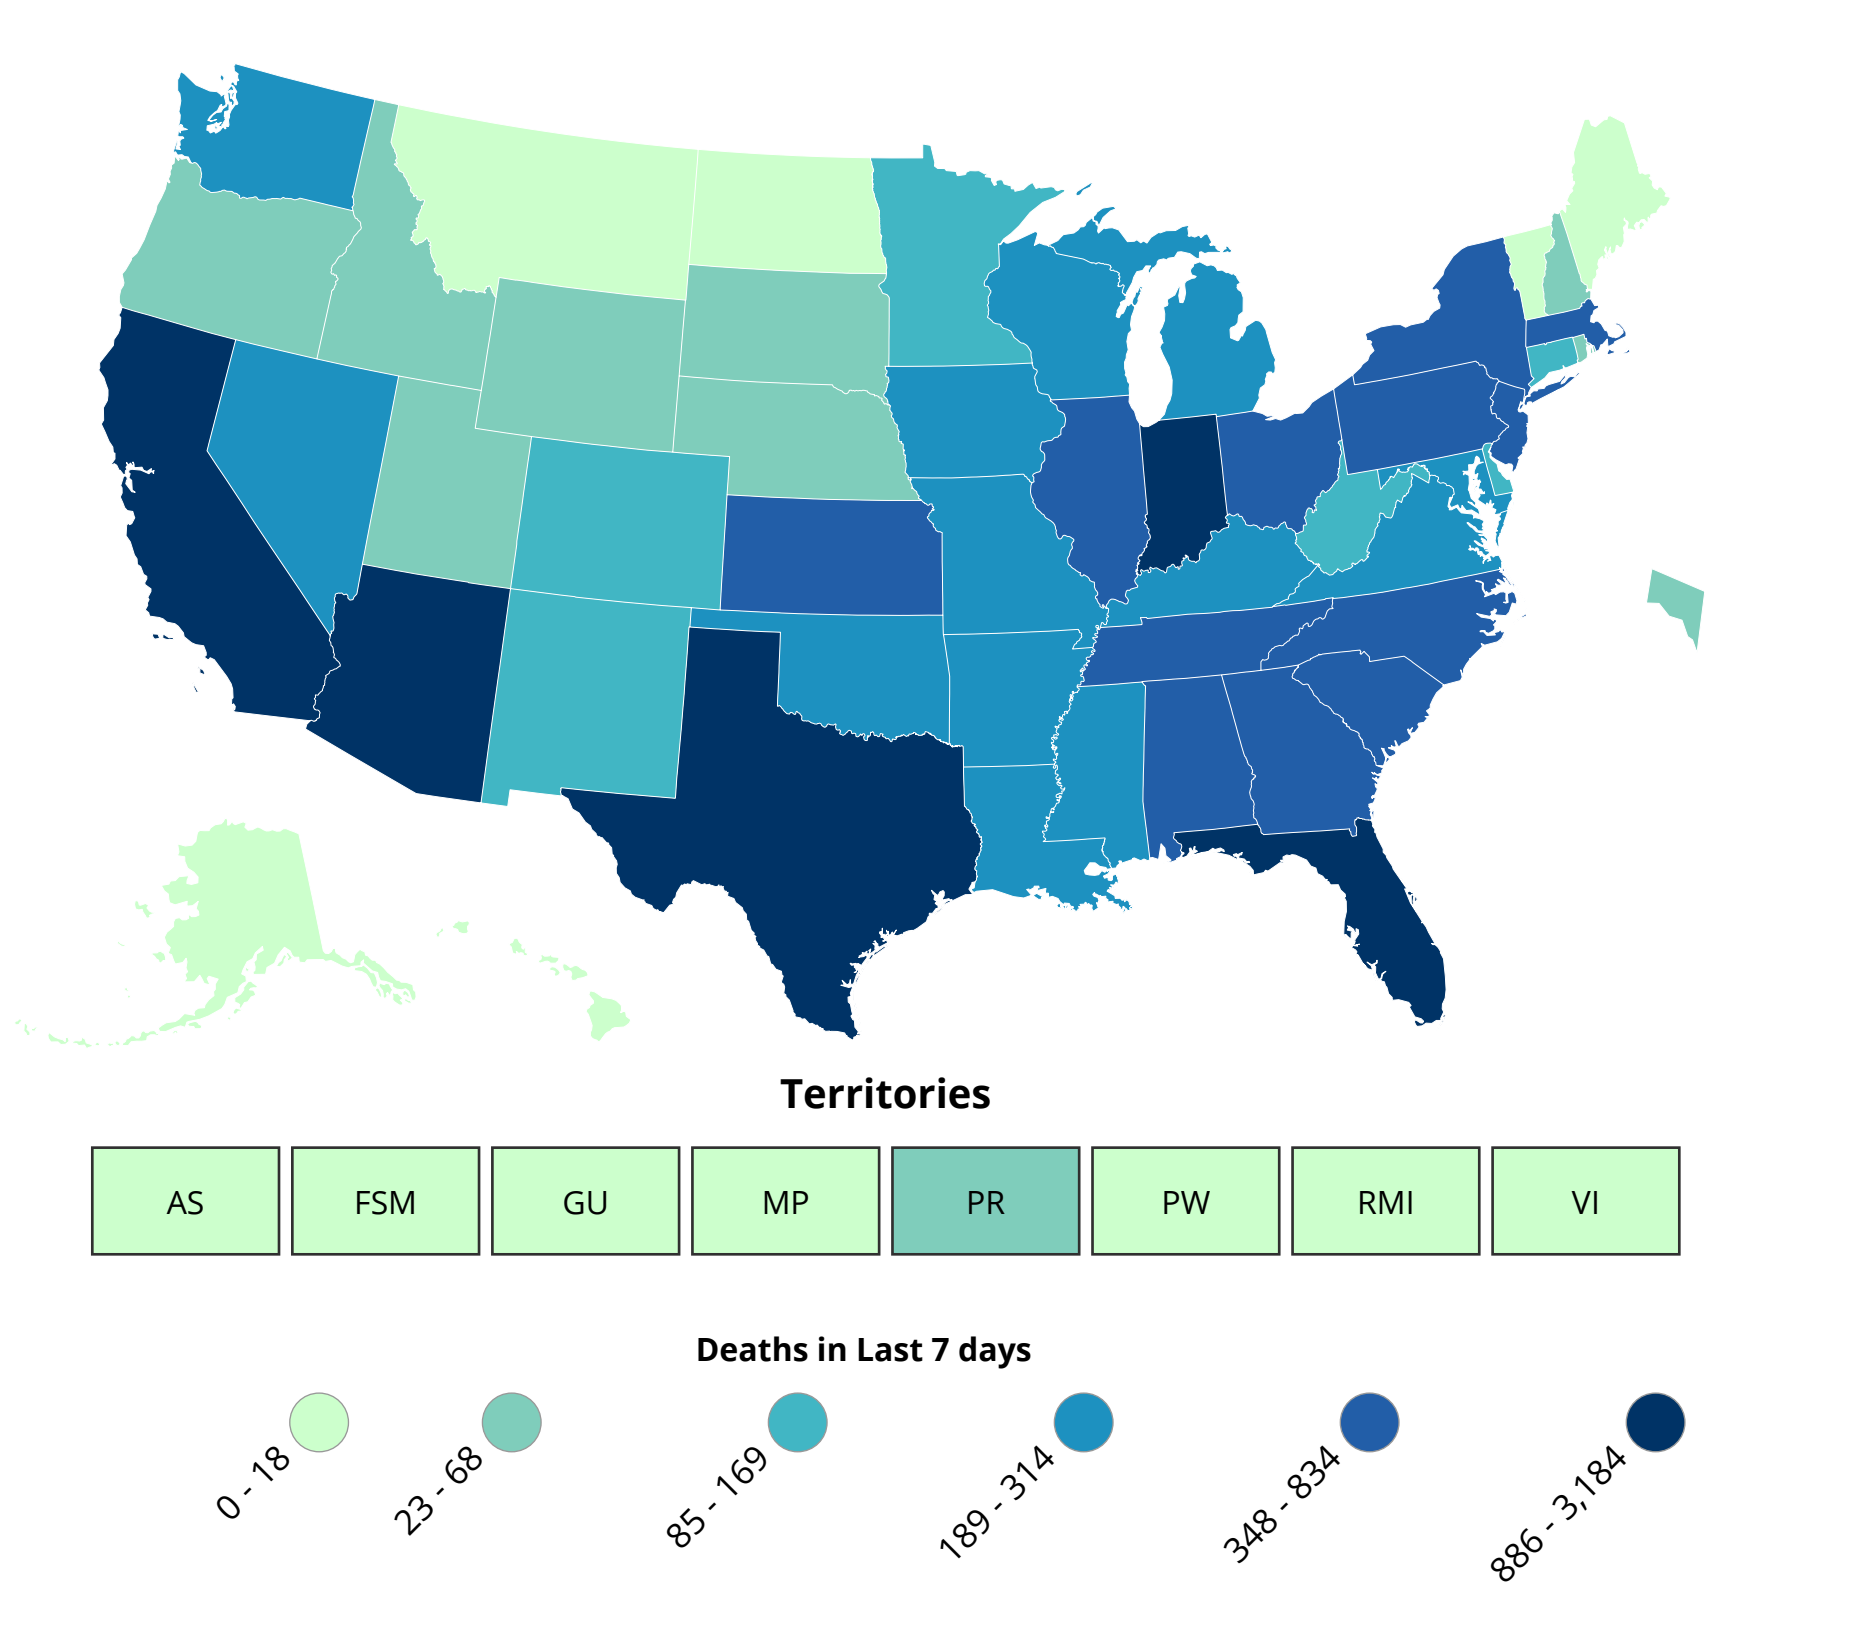 Territories
AS
FSM
GU
MP
PR
PW
RMI
VI
Deaths in Last 7 days
0 - 18
23 - 68
85 - 169
189 - 314
348 - 834
886 - 3,184